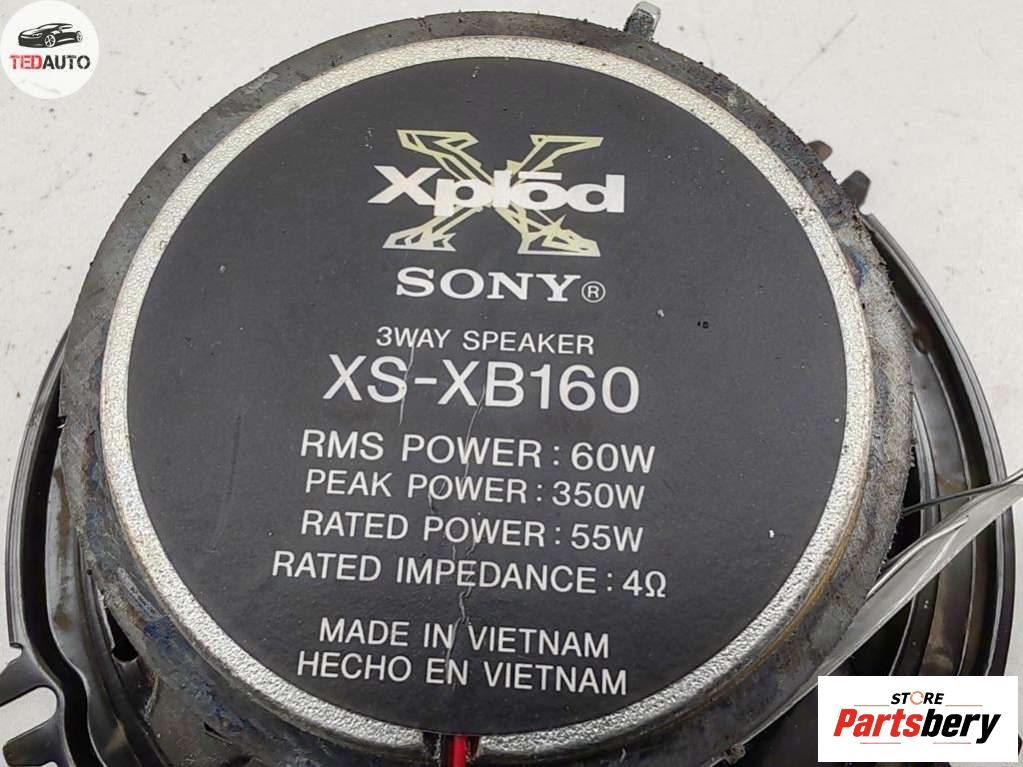 TEDAUTO
X
Xplōd
SONY®
3WAY SPEAKER
XS-XB160
RMS POWER : 60W
PEAK POWER : 350W
RATED POWER : 55W
RATED IMPEDANCE : 4Ω
MADE IN VIETNAM
HECHO EN VIETNAM
STORE
Partsbery